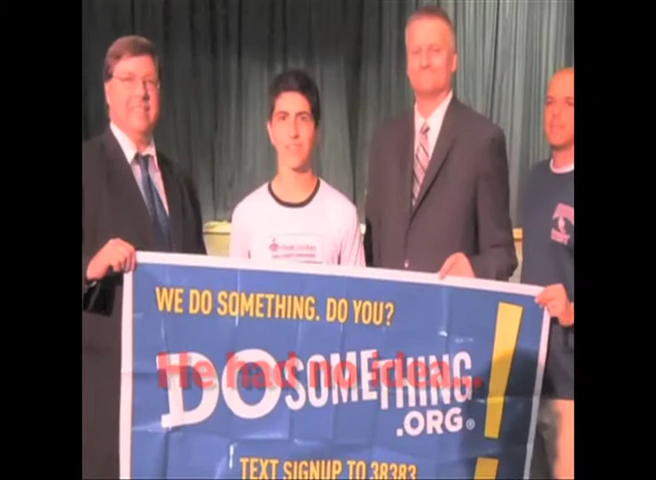 WE DO SOMETHING. DO YOU?
DOSOMETHING
He had no idea...
.ORG®
TEXT SIGNUP TO 38383